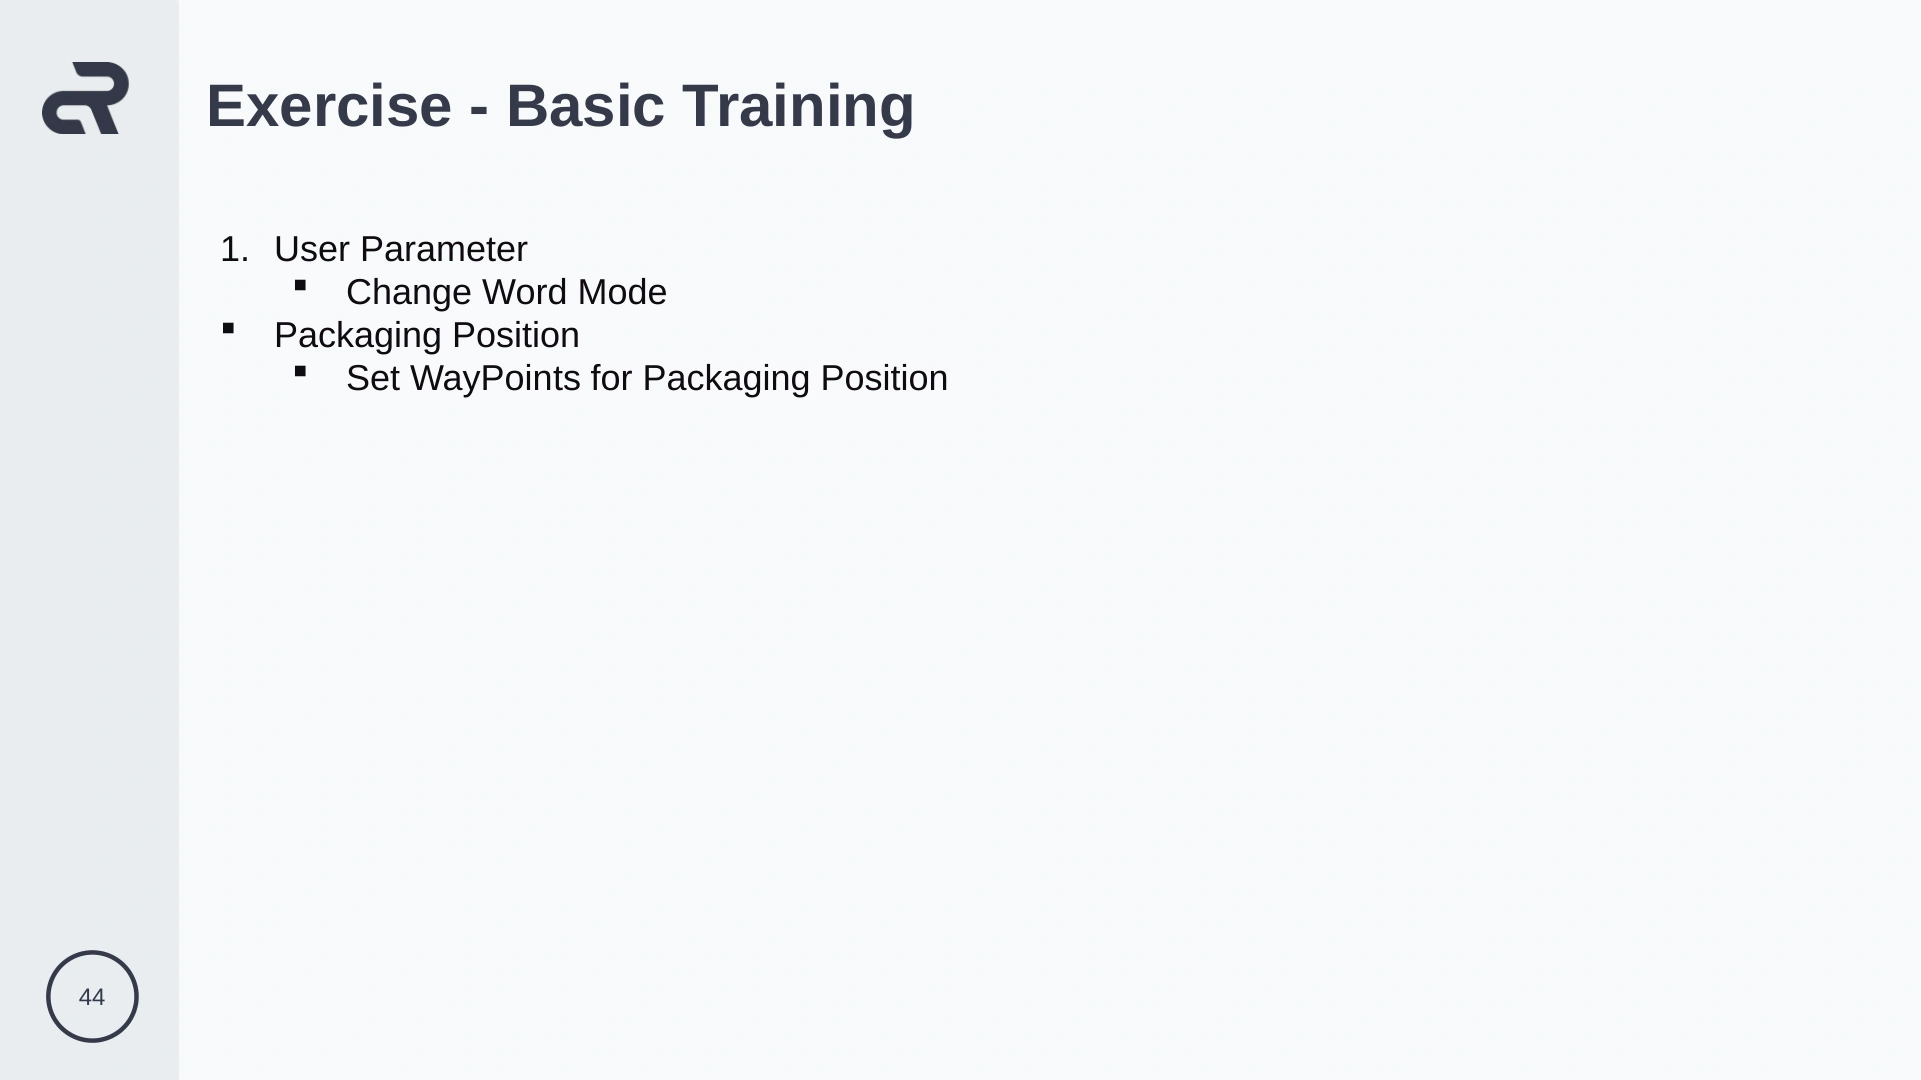 Exercise - Basic Training
1. User Parameter
▪ Change Word Mode
▪ Packaging Position
▪ Set WayPoints for Packaging Position
44